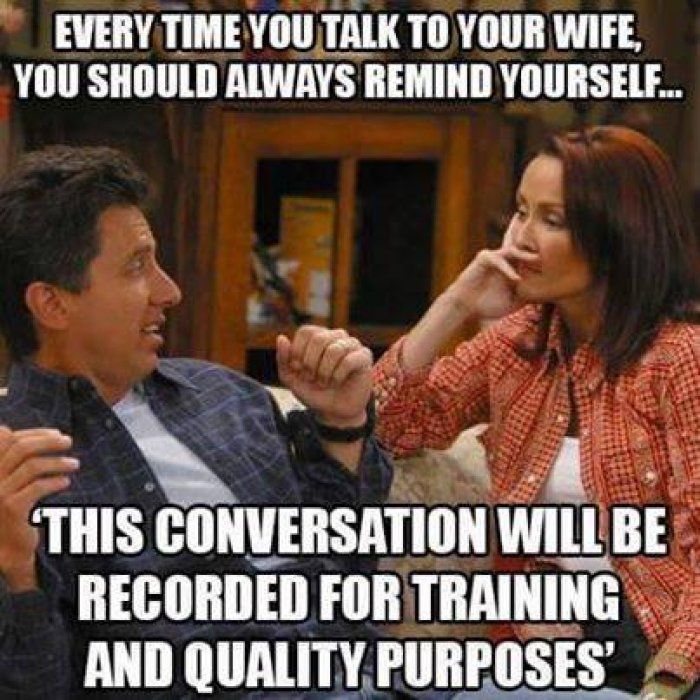 EVERY TIME YOU TALK TO YOUR WIFE,
YOU SHOULD ALWAYS REMIND YOURSELF...
'THIS CONVERSATION WILL BE
RECORDED FOR TRAINING
AND QUALITY PURPOSES'